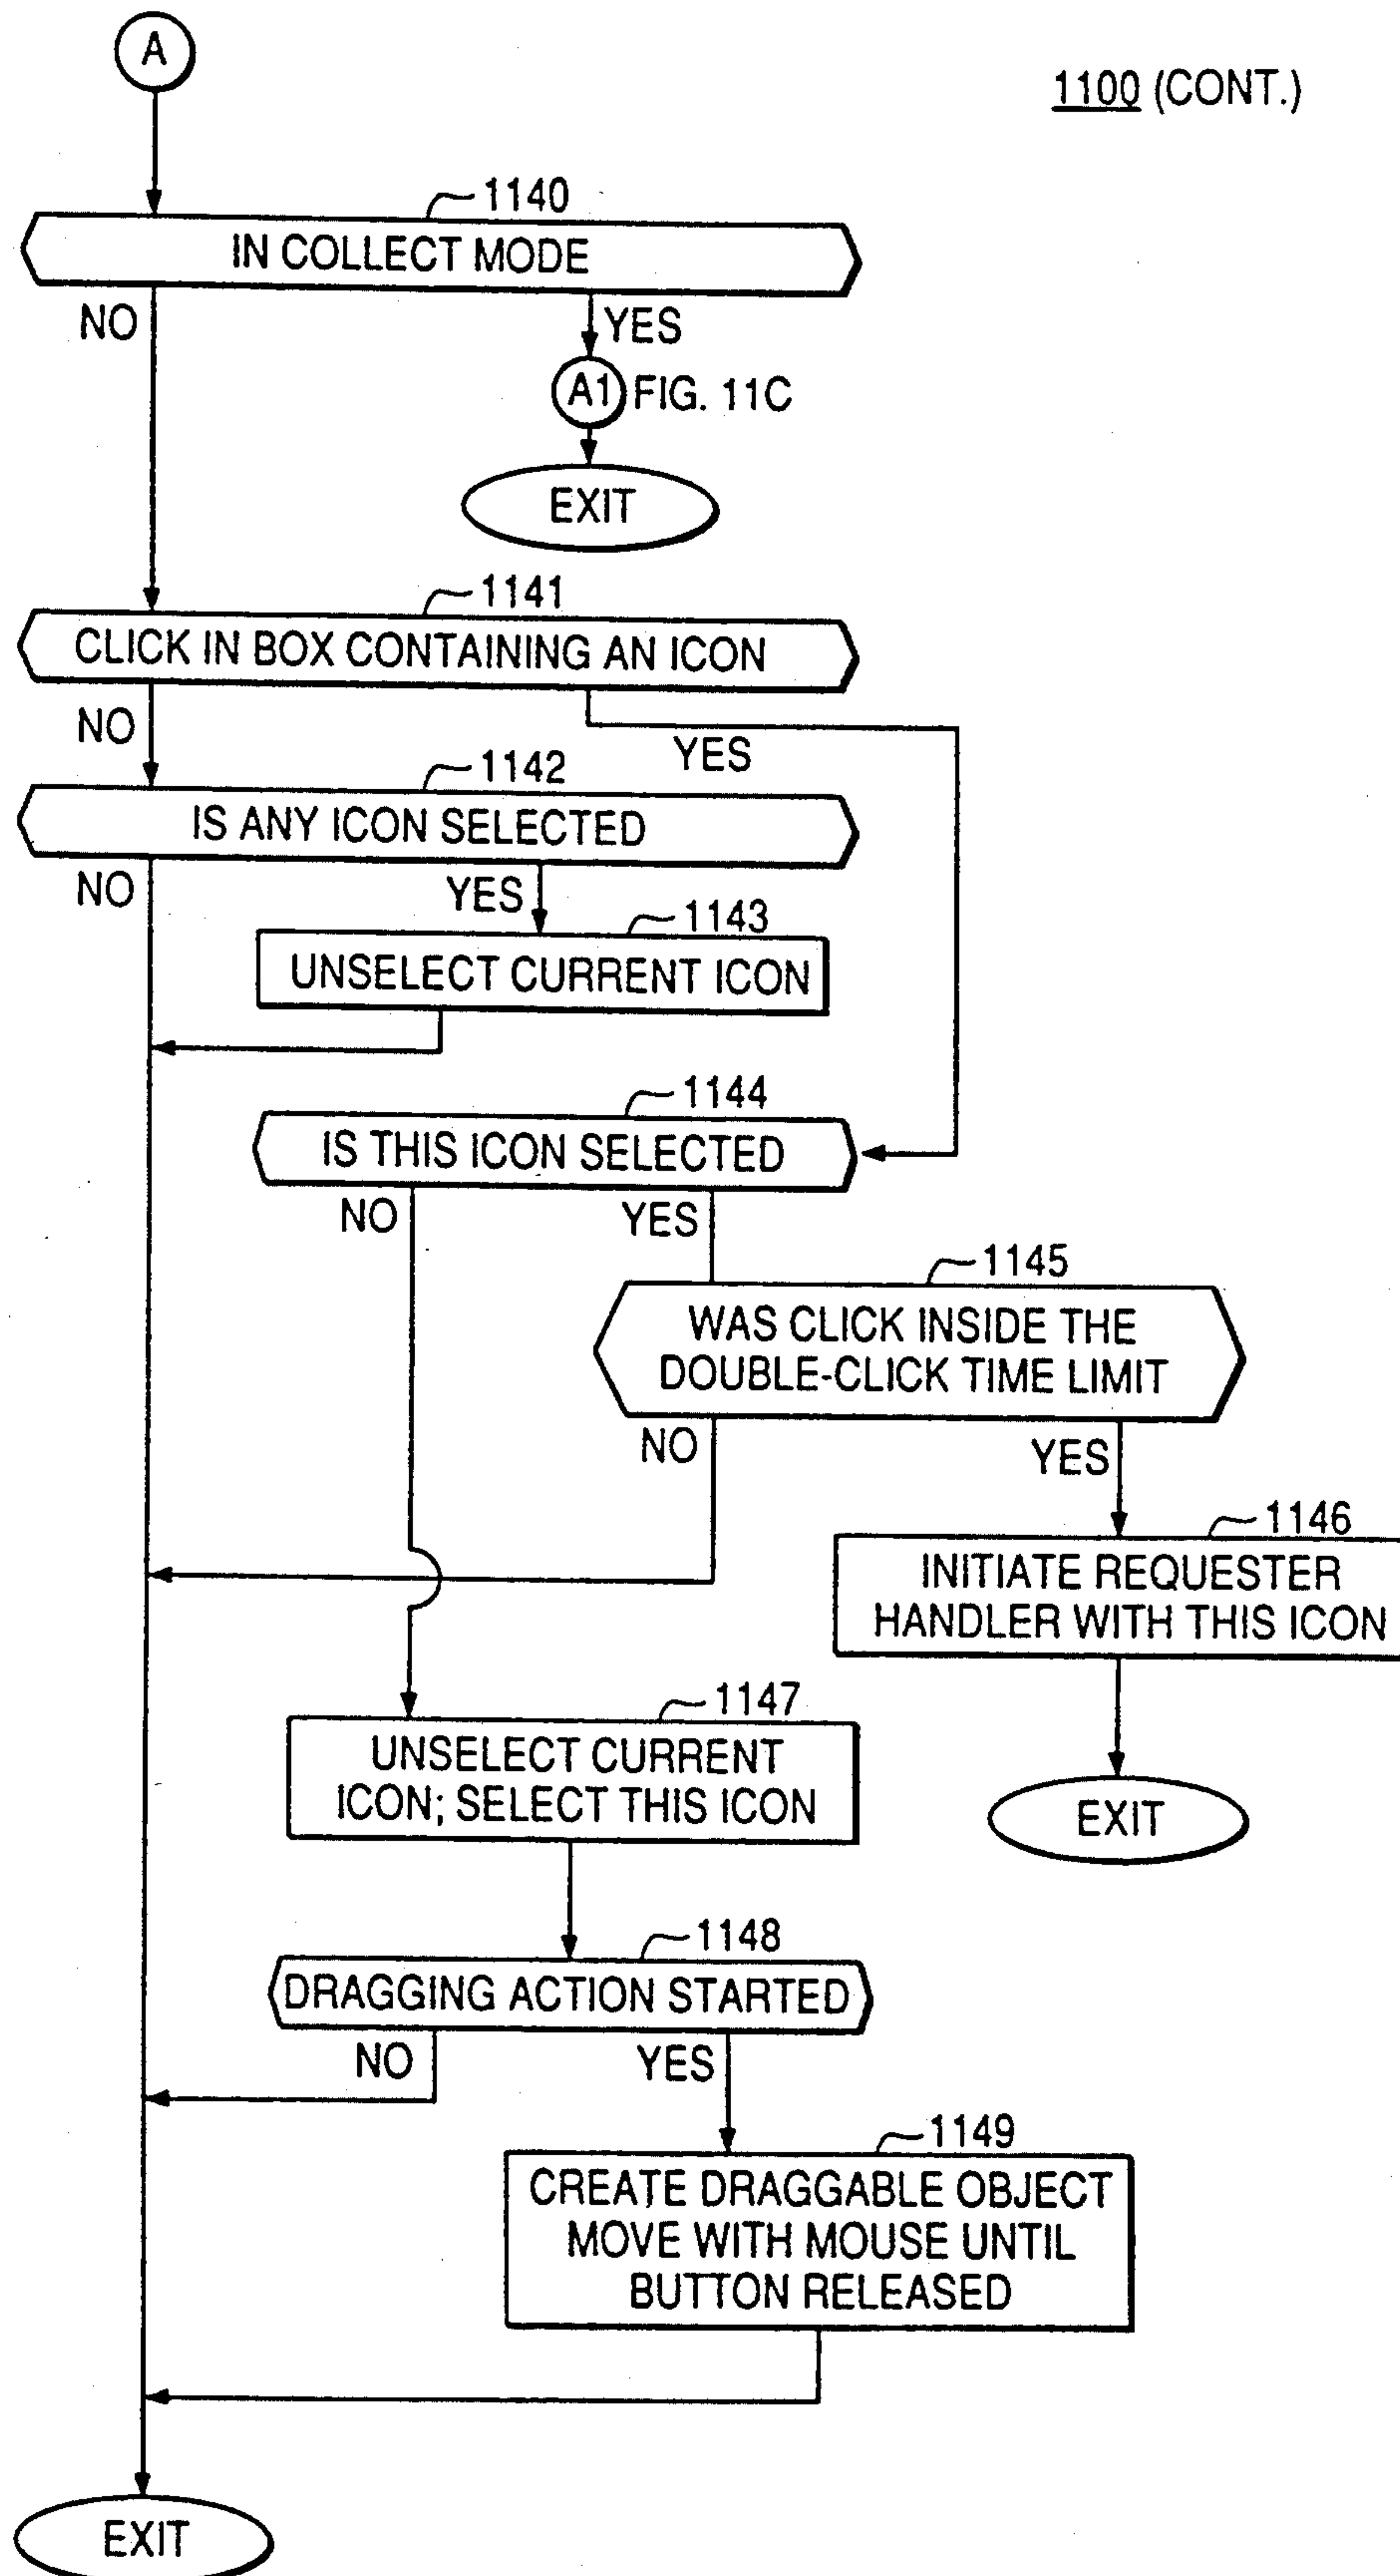 A
1100 (CONT.)
1140
IN COLLECT MODE
NO
YES
A1 FIG. 11C
EXIT
1141
CLICK IN BOX CONTAINING AN ICON
NO
YES
1142
IS ANY ICON SELECTED
NO
YES
1143
UNSELECT CURRENT ICON
1144
IS THIS ICON SELECTED
NO
YES
1145
WAS CLICK INSIDE THE
DOUBLE-CLICK TIME LIMIT
NO
YES
1146
INITIATE REQUESTER
HANDLER WITH THIS ICON
EXIT
1147
UNSELECT CURRENT
ICON; SELECT THIS ICON
1148
DRAGGING ACTION STARTED
NO
YES
1149
CREATE DRAGGABLE OBJECT
MOVE WITH MOUSE UNTIL
BUTTON RELEASED
EXIT